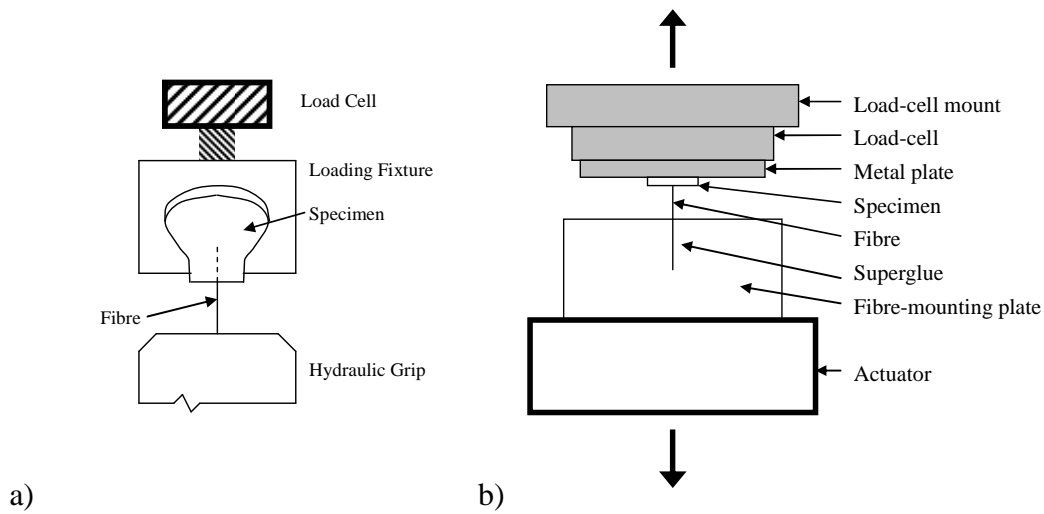 Load Cell
Loading Fixture
Specimen
Fibre
Hydraulic Grip
a)
Load-cell mount
Load-cell
Metal plate
Specimen
Fibre
Superglue
Fibre-mounting plate
Actuator
b)